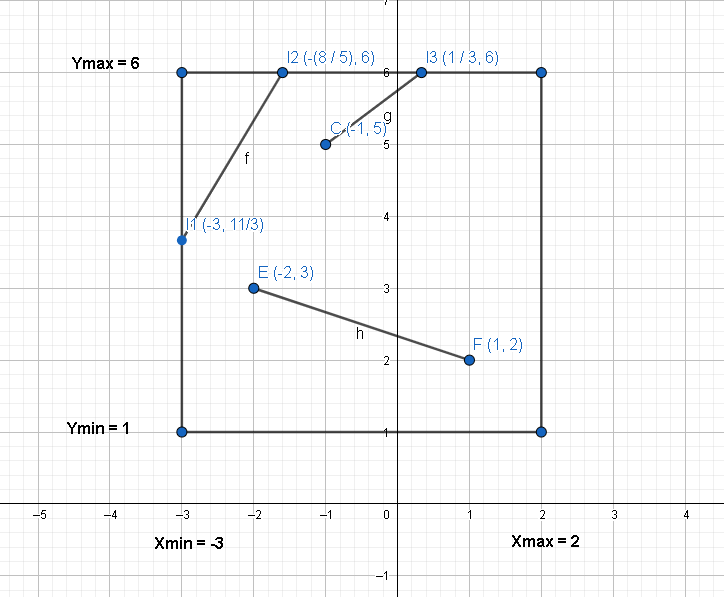 7
Ymax = 6
I2 (-(8 / 5), 6)
I3 (1 / 3, 6)
6
g
C (-1, 5)
5
f
4
I1 (-3, 11/3)
E (-2, 3)
3
h
F (1, 2)
2
Ymin = 1
1
−5 −4 −3 −2 −1 0 1 2 3 4
Xmin = -3
Xmax = 2
−1